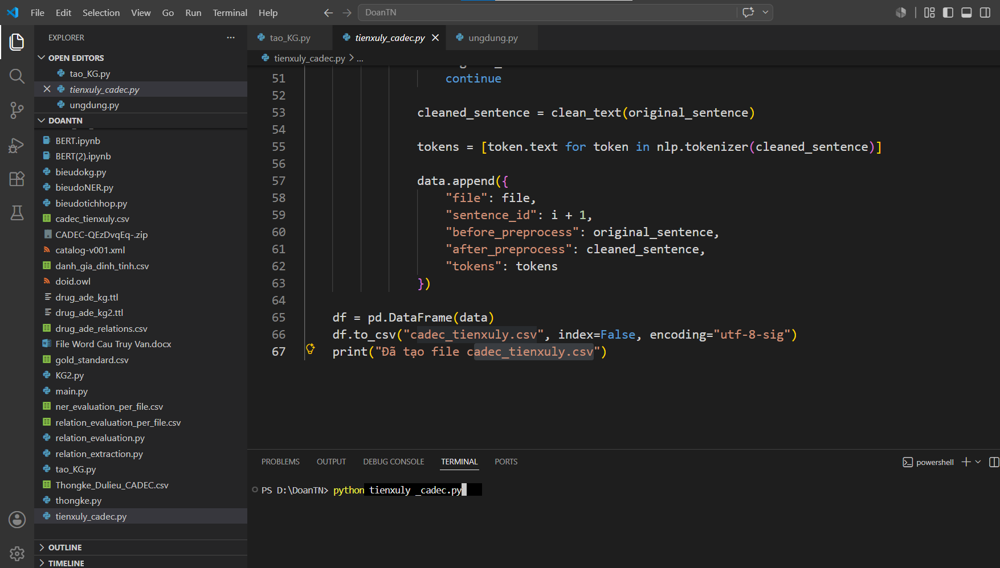 File Edit Selection View Go Run Terminal Help
DoanTN
EXPLORER
OPEN EDITORS
tao_KG.py
tienxuly_cadec.py
ungdung.py
DOANTN
BERT.ipynb
BERT(2).ipynb
bieudokg.py
bieudoNER.py
bieudotichhop.py
cadec_tienxuly.csv
CADEC-QEzDvqEq-.zip
catalog-v001.xml
danh_gia_dinh_tinh.csv
doid.owl
drug_ade_kg.ttl
drug_ade_kg2.ttl
drug_ade_relations.csv
File Word Cau Truy Van.docx
gold_standard.csv
KG2.py
main.py
ner_evaluation_per_file.csv
relation_evaluation_per_file.csv
relation_evaluation.py
relation_extraction.py
tao_KG.py
Thongke_Dulieu_CADEC.csv
thongke.py
tienxuly_cadec.py
OUTLINE
TIMELINE
tao_KG.py tienxuly_cadec.py ungdung.py
tienxuly_cadec.py > ...
51 continue
52
53 cleaned_sentence = clean_text(original_sentence)
54
55 tokens = [token.text for token in nlp.tokenizer(cleaned_sentence)]
56
57 data.append({
58 "file": file,
59 "sentence_id": i + 1,
60 "before_preprocess": original_sentence,
61 "after_preprocess": cleaned_sentence,
62 "tokens": tokens
63 })
64
65 df = pd.DataFrame(data)
66 df.to_csv("cadec_tienxuly.csv", index=False, encoding="utf-8-sig")
67 print("Đã tạo file cadec_tienxuly.csv")
PROBLEMS OUTPUT DEBUG CONSOLE TERMINAL PORTS
powershell
PS D:\DoanTN> python tienxuly _cadec.py